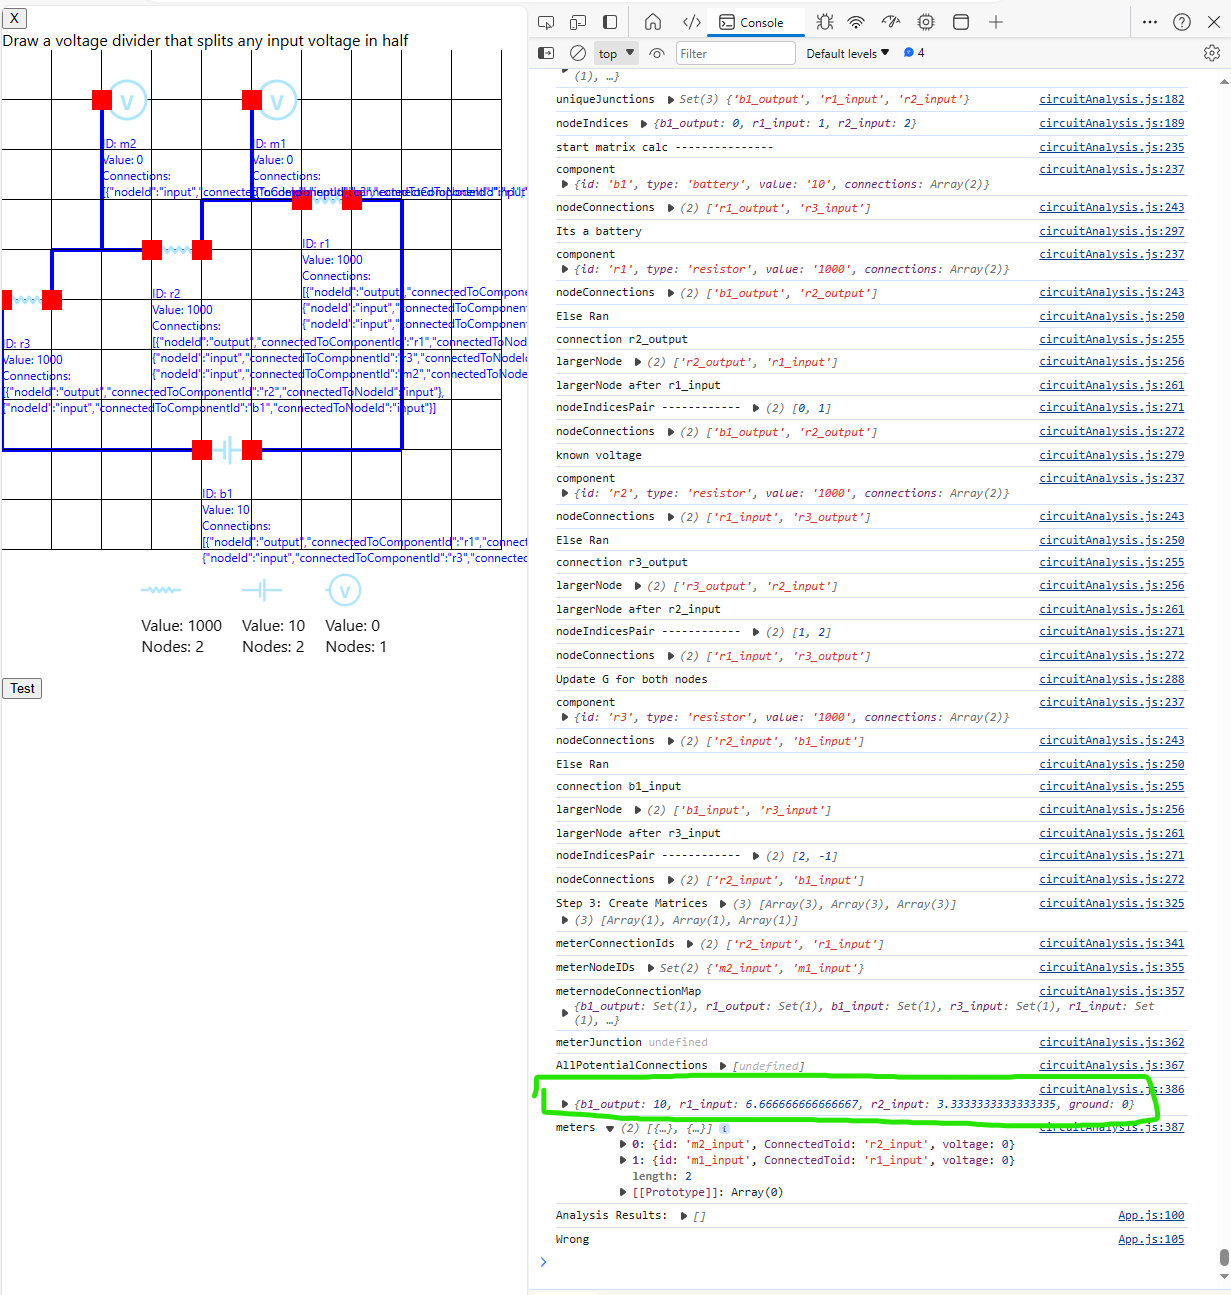 X
Draw a voltage divider that splits any input voltage in half
V
V
ID: m2
Value: 0
Connections:
ID: m1
Value: 0
Connections:
[{"nodeId":"input","connec
ID: r1
Value: 1000
Connections:
[{"nodeId":"output","connectedToCompone
{"nodeId":"input","connectedToComponent
{"nodeId":"input","connectedToComponent
ID: r2
Value: 1000
Connections:
[{"nodeId":"output","connectedToComponentId":"r1","connectedToNod
{"nodeId":"input","connectedToComponentId":"r3","connectedToNodeId
{"nodeId":"input","connectedToComponentId":"m2","connectedToNode
ID: r3
Value: 1000
Connections:
[{"nodeId":"output","connectedToComponentId":"r2","connectedToNodeId":"input"},
{"nodeId":"input","connectedToComponentId":"b1","connectedToNodeId":"input"}]
ID: b1
Value: 10
Connections:
[{"nodeId":"output","connectedToComponentId":"r1","connec
{"nodeId":"input","connectedToComponentId":"r3","connected
V
Value: 1000
Nodes: 2
Value: 10
Nodes: 2
Value: 0
Nodes: 1
Test
Console
top
Filter
Default levels
4
(1), …}
uniqueJunctions Set(3) {'b1_output', 'r1_input', 'r2_input'} circuitAnalysis.js:182
nodeIndices {b1_output: 0, r1_input: 1, r2_input: 2} circuitAnalysis.js:189
start matrix calc --------------- circuitAnalysis.js:235
component circuitAnalysis.js:237
{id: 'b1', type: 'battery', value: '10', connections: Array(2)}
nodeConnections (2) ['r1_output', 'r3_input'] circuitAnalysis.js:243
Its a battery circuitAnalysis.js:297
component circuitAnalysis.js:237
{id: 'r1', type: 'resistor', value: '1000', connections: Array(2)}
nodeConnections (2) ['b1_output', 'r2_output'] circuitAnalysis.js:243
Else Ran circuitAnalysis.js:250
connection r2_output circuitAnalysis.js:255
largerNode (2) ['r2_output', 'r1_input'] circuitAnalysis.js:256
largerNode after r1_input circuitAnalysis.js:261
nodeIndicesPair ------------ (2) [0, 1] circuitAnalysis.js:271
nodeConnections (2) ['b1_output', 'r2_output'] circuitAnalysis.js:272
known voltage circuitAnalysis.js:279
component circuitAnalysis.js:237
{id: 'r2', type: 'resistor', value: '1000', connections: Array(2)}
nodeConnections (2) ['r1_input', 'r3_output'] circuitAnalysis.js:243
Else Ran circuitAnalysis.js:250
connection r3_output circuitAnalysis.js:255
largerNode (2) ['r3_output', 'r2_input'] circuitAnalysis.js:256
largerNode after r2_input circuitAnalysis.js:261
nodeIndicesPair ------------ (2) [1, 2] circuitAnalysis.js:271
nodeConnections (2) ['r1_input', 'r3_output'] circuitAnalysis.js:272
Update G for both nodes circuitAnalysis.js:288
component circuitAnalysis.js:237
{id: 'r3', type: 'resistor', value: '1000', connections: Array(2)}
nodeConnections (2) ['r2_input', 'b1_input'] circuitAnalysis.js:243
Else Ran circuitAnalysis.js:250
connection b1_input circuitAnalysis.js:255
largerNode (2) ['b1_input', 'r3_input'] circuitAnalysis.js:256
largerNode after r3_input circuitAnalysis.js:261
nodeIndicesPair ------------ (2) [2, -1] circuitAnalysis.js:271
nodeConnections (2) ['r2_input', 'b1_input'] circuitAnalysis.js:272
Step 3: Create Matrices (3) [Array(3), Array(3), Array(3)] circuitAnalysis.js:325
(3) [Array(1), Array(1), Array(1)]
meterConnectionIds (2) ['r2_input', 'r1_input'] circuitAnalysis.js:341
meterNodeIDs Set(2) {'m2_input', 'm1_input'} circuitAnalysis.js:355
meternodeConnectionMap circuitAnalysis.js:357
{b1_output: Set(1), r1_output: Set(1), b1_input: Set(1), r3_input: Set(1), r1_input: Set
(1), …}
meterJunction undefined circuitAnalysis.js:362
AllPotentialConnections [undefined] circuitAnalysis.js:367
circuitAnalysis.js:386
{b1_output: 10, r1_input: 6.666666666666667, r2_input: 3.3333333333333335, ground: 0}
meters (2) [{…}, {…}] i circuitAnalysis.js:387
0: {id: 'm2_input', ConnectedToid: 'r2_input', voltage: 0}
1: {id: 'm1_input', ConnectedToid: 'r1_input', voltage: 0}
length: 2
[[Prototype]]: Array(0)
Analysis Results: [] App.js:100
Wrong App.js:105